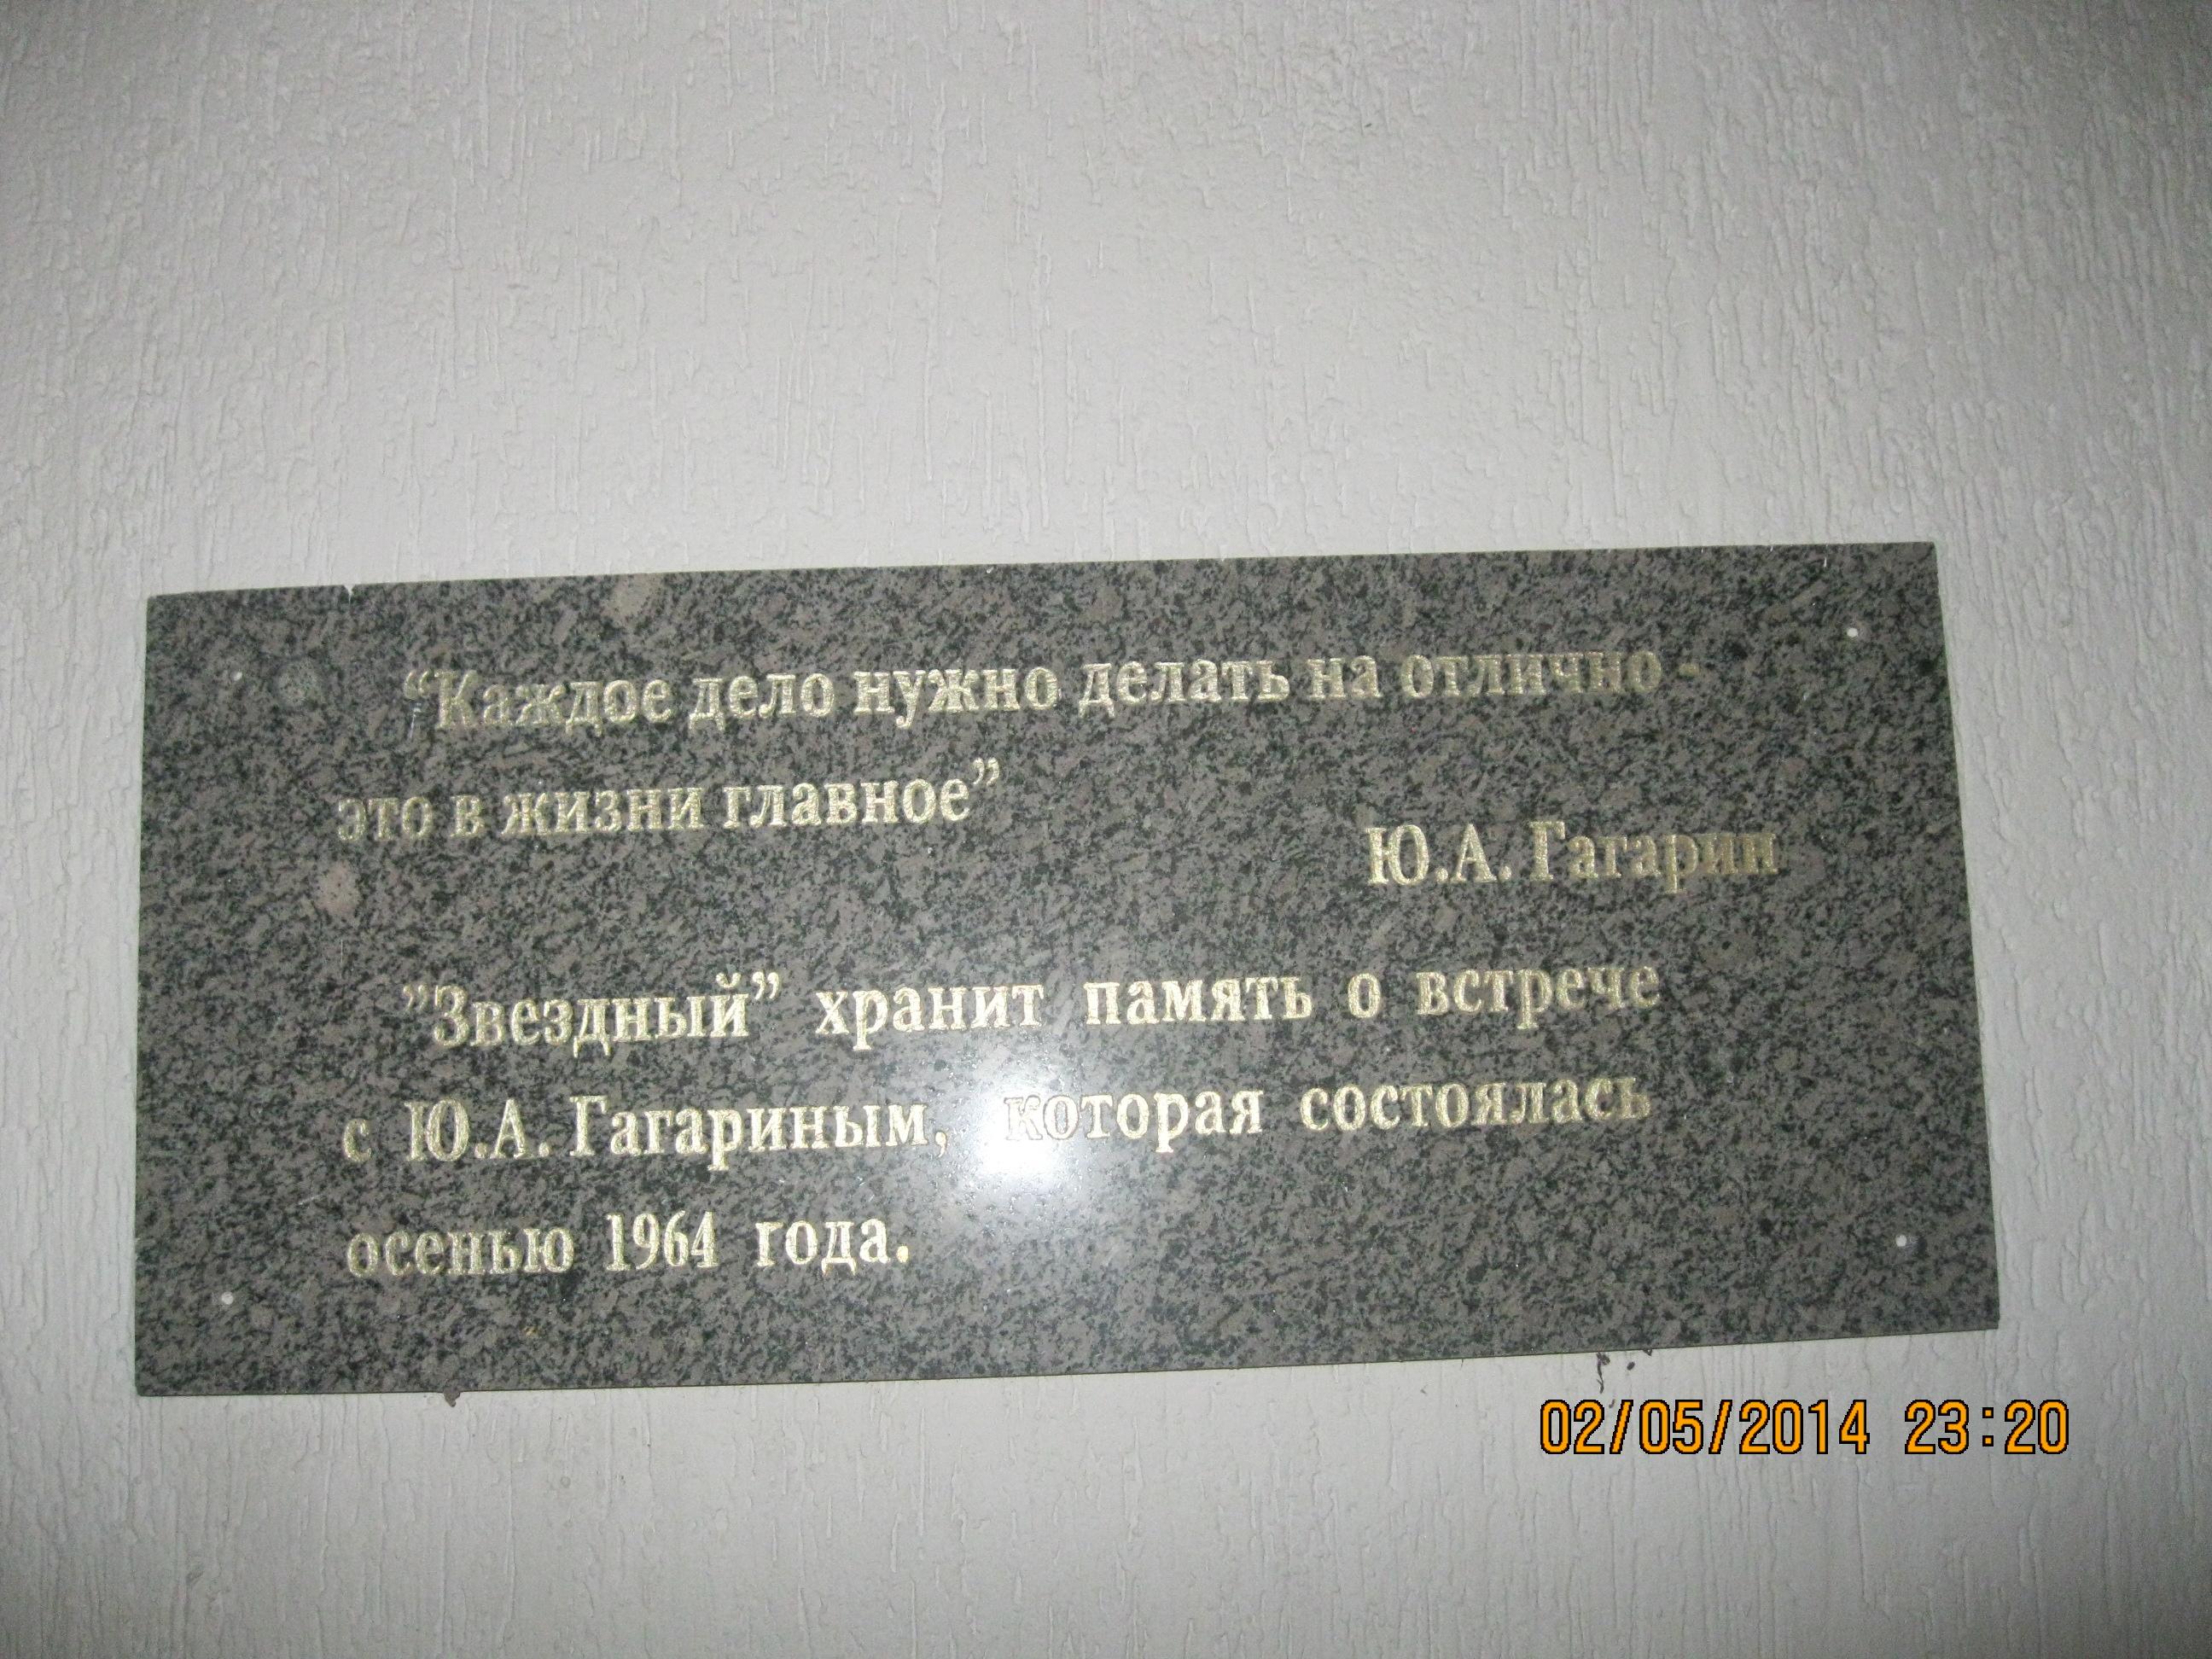 “Каждое дело нужно делать на отлично -
это в жизни главное”
Ю.А. Гагарин
”Звездный” хранит память о встрече
с Ю.А. Гагариным, которая состоялась
осенью 1964 года.
02/05/2014 23:20